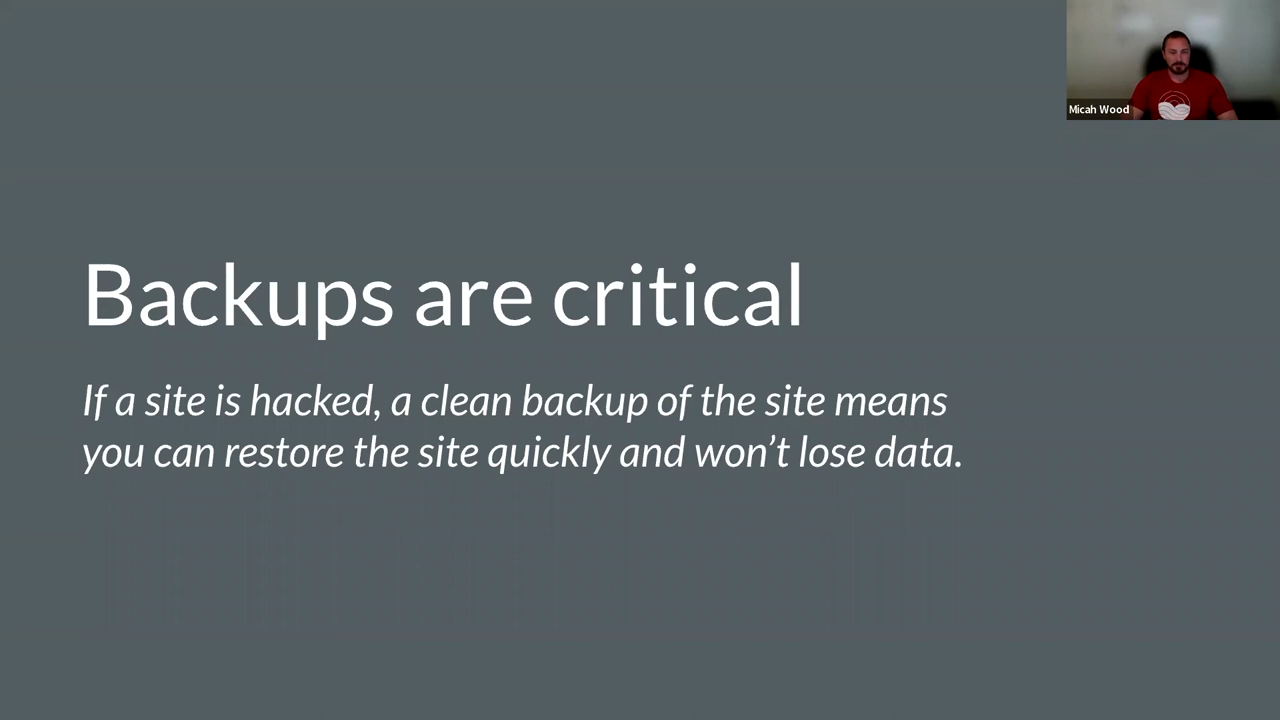 Micah Wood
Backups are critical
If a site is hacked, a clean backup of the site means
you can restore the site quickly and won’t lose data.